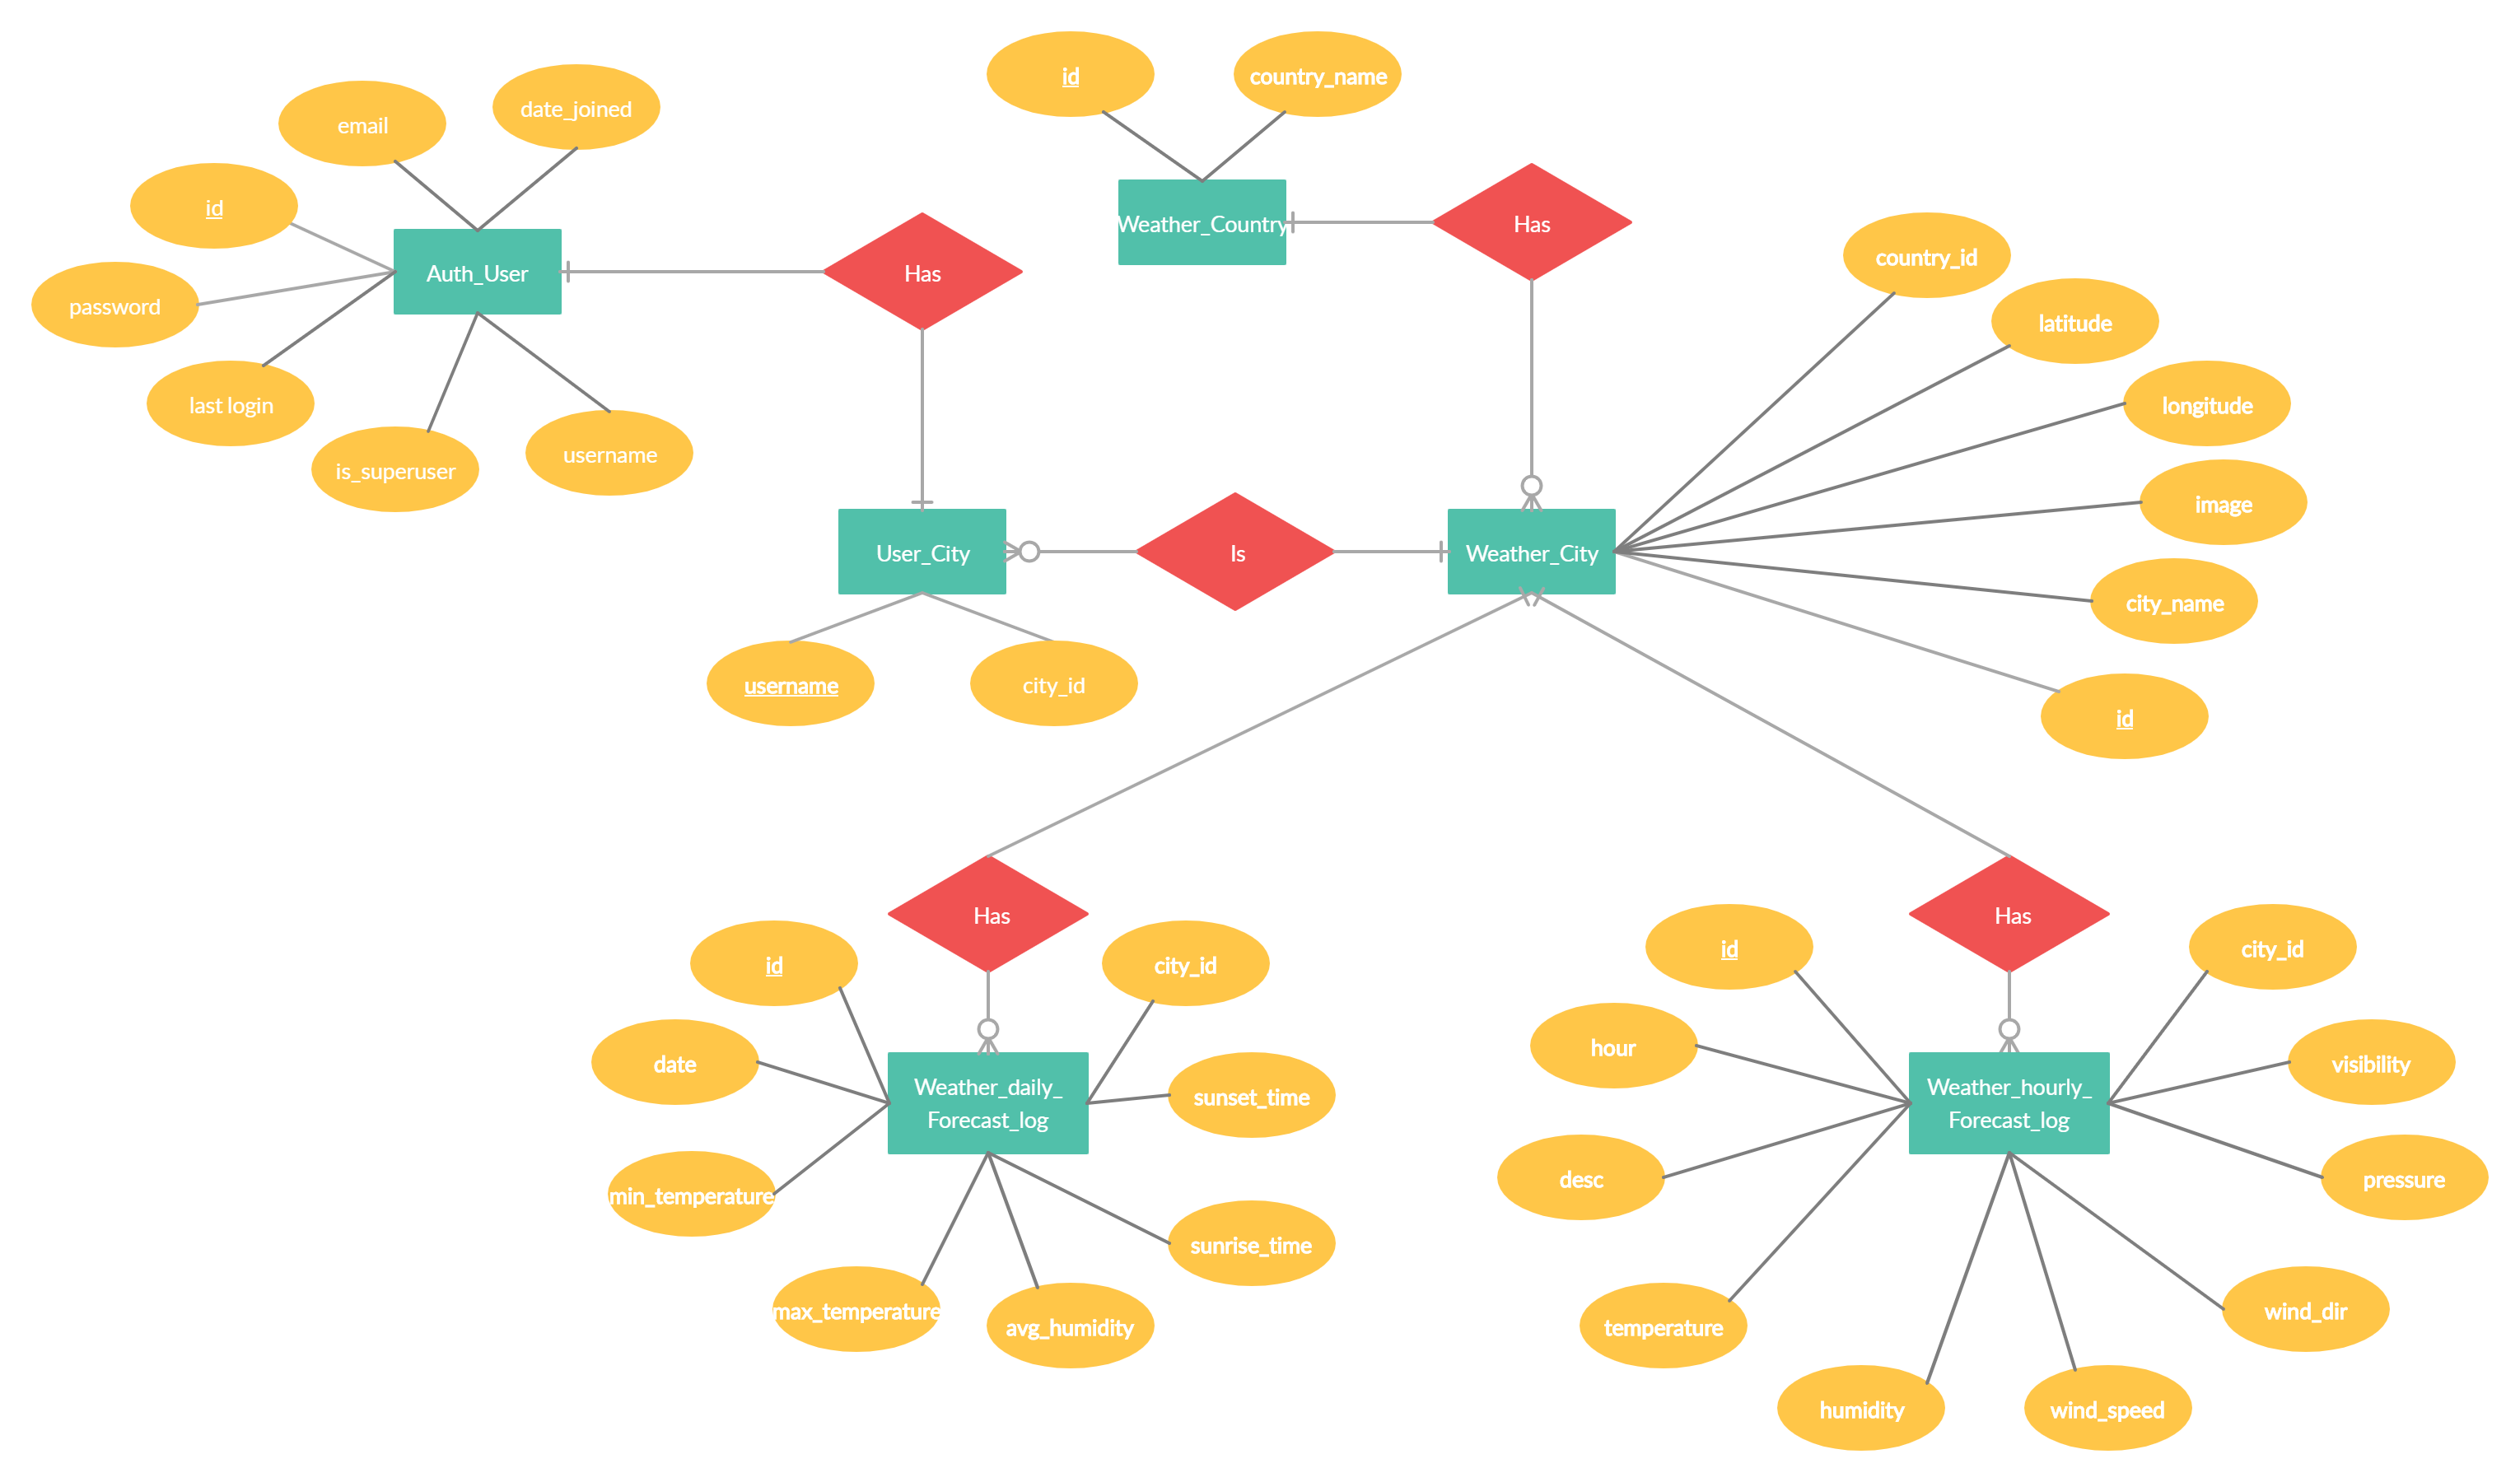 id
country_name
email
date_joined
id
Weather_Country
Has
Auth_User
Has
password
last login
is_superuser
username
country_id
latitude
longitude
image
city_name
id
User_City
Is
Weather_City
username
city_id
Has
id
city_id
date
sunset_time
Weather_daily_
Forecast_log
min_temperature
sunrise_time
max_temperature
avg_humidity
Has
id
city_id
hour
visibility
Weather_hourly_
Forecast_log
desc
pressure
temperature
wind_dir
humidity
wind_speed